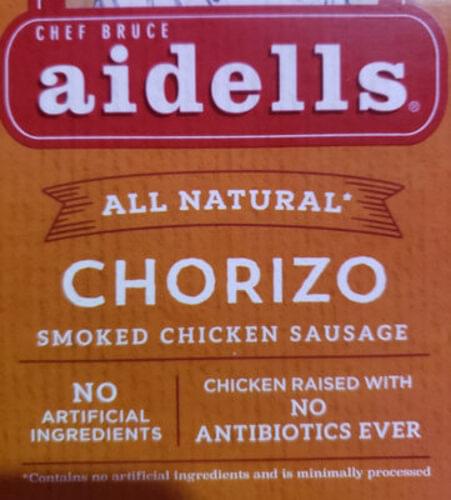 CHEF BRUCE
aidells®
ALL NATURAL*
CHORIZO
SMOKED CHICKEN SAUSAGE
NO
ARTIFICIAL
INGREDIENTS
CHICKEN RAISED WITH
NO
ANTIBIOTICS EVER
*Contains no artificial ingredients and is minimally processed